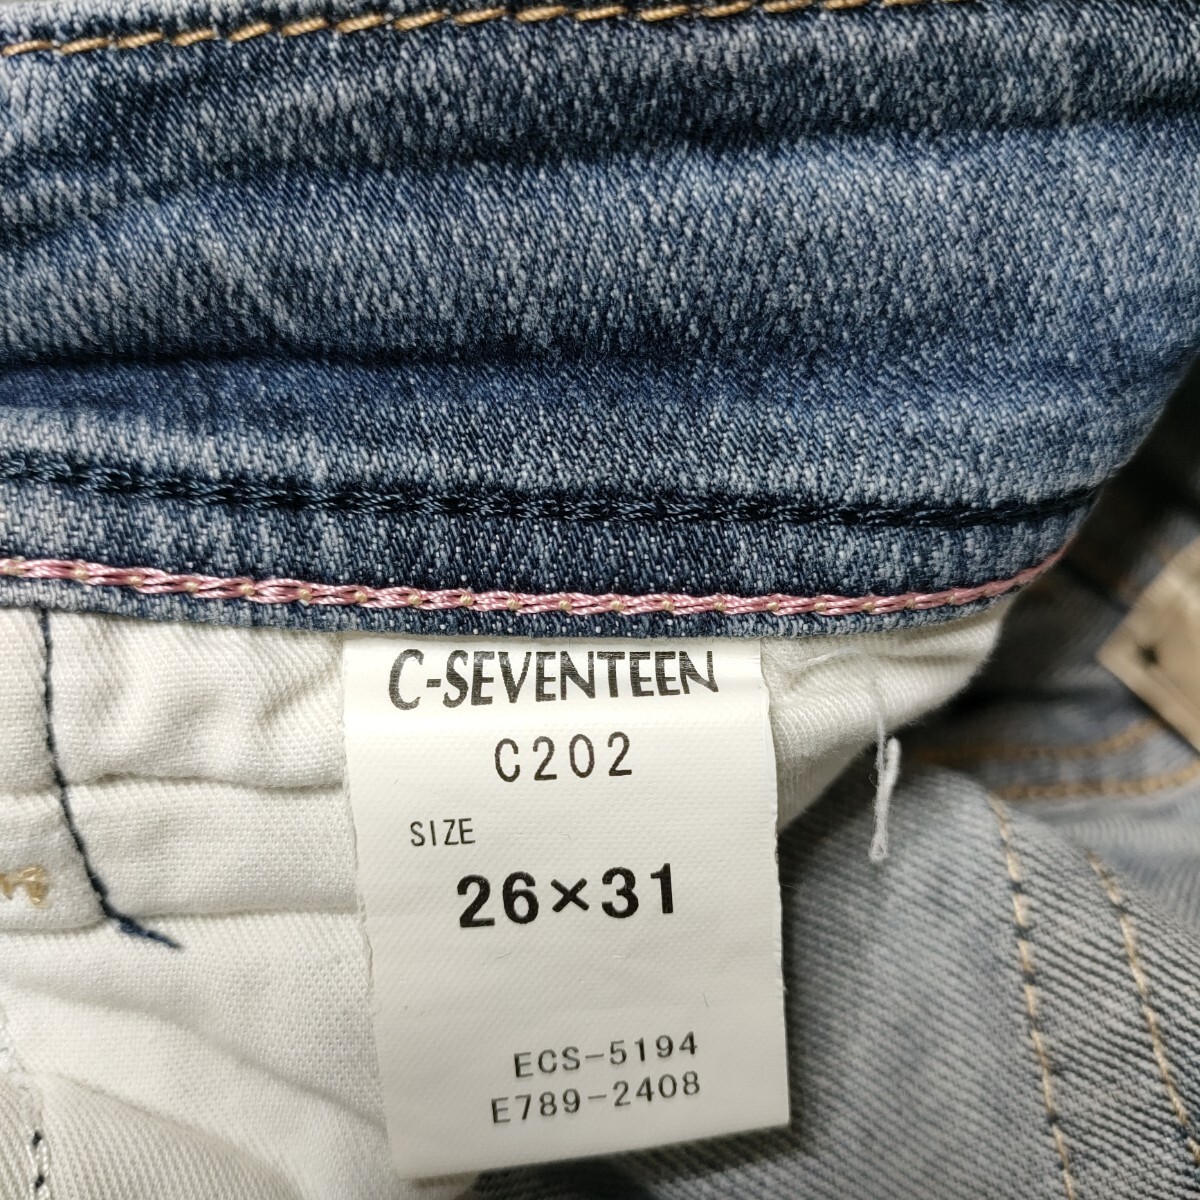 C-SEVENTEEN
C202
SIZE
26×31
ECS-5194
E789-2408